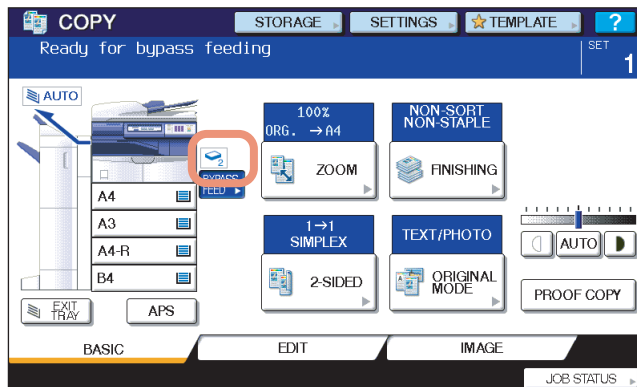 COPY
STORAGE
SETTINGS
TEMPLATE
?
Ready for bypass feeding
SET
1
AUTO
2
BYPASS
FEED
A4
A3
A4-R
B4
EXIT
TRAY
APS
100%
ORG. →A4
ZOOM
NON-SORT
NON-STAPLE
FINISHING
1→1
SIMPLEX
2-SIDED
TEXT/PHOTO
ORIGINAL
MODE
AUTO
PROOF COPY
BASIC
EDIT
IMAGE
JOB STATUS